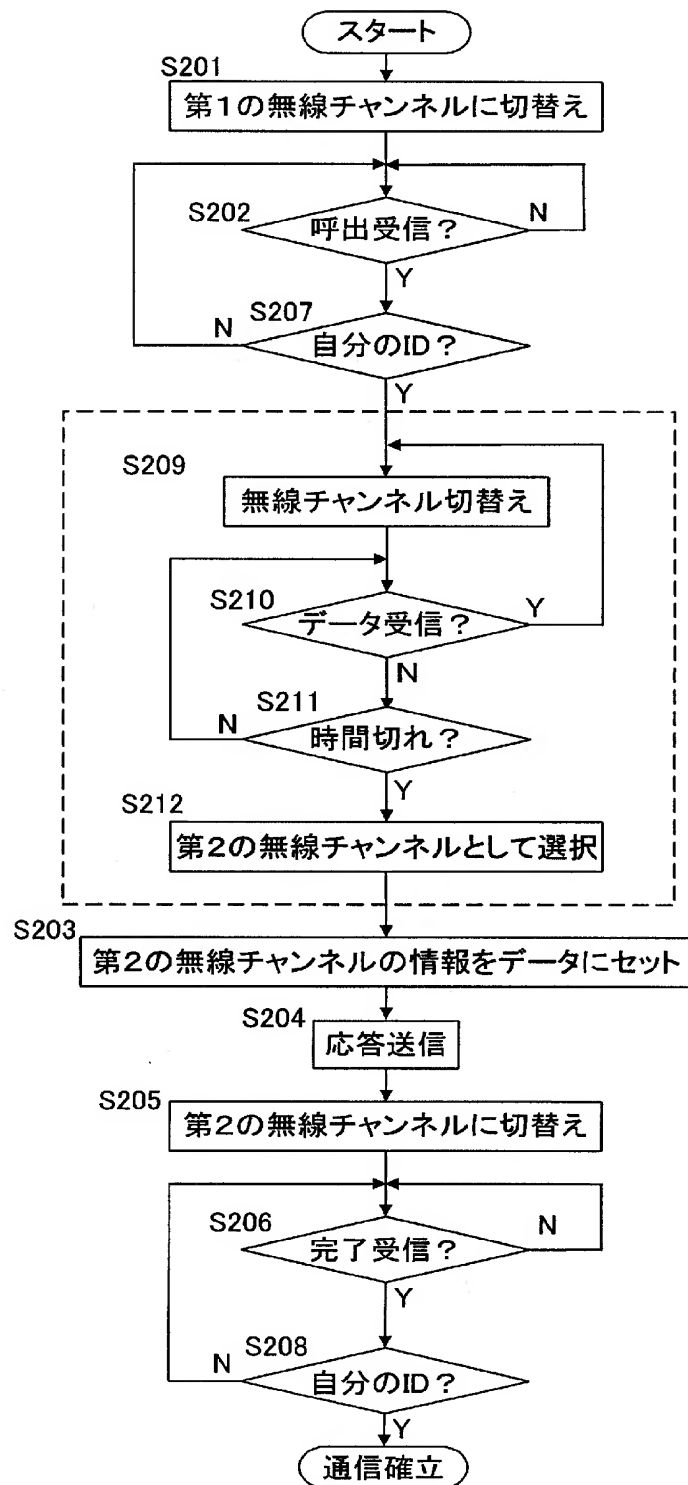 スタート
S201
第1の無線チャンネルに切替え
S202
呼出受信？
N
Y
S207
N
自分のID？
Y
S209
無線チャンネル切替え
S210
データ受信？
Y
N
S211
N
時間切れ？
Y
S212
第2の無線チャンネルとして選択
S203
第2の無線チャンネルの情報をデータにセット
S204
応答送信
S205
第2の無線チャンネルに切替え
S206
完了受信？
N
Y
S208
N
自分のID？
Y
通信確立